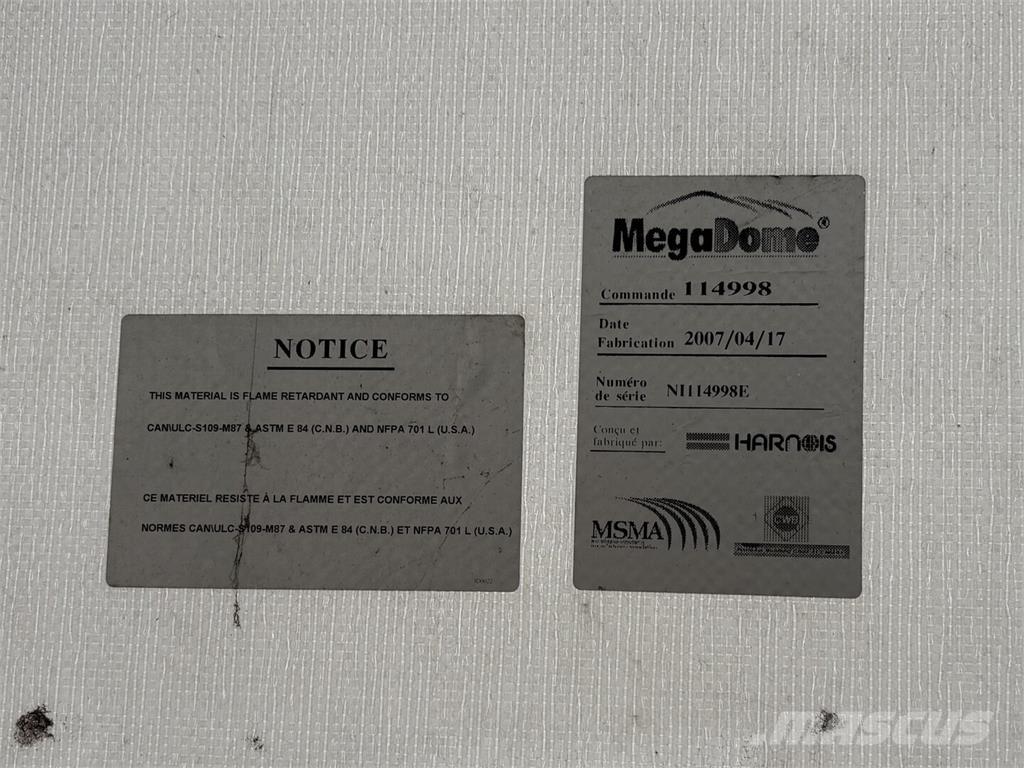 NOTICE
THIS MATERIAL IS FLAME RETARDANT AND CONFORMS TO
CAN\ULC-S109-M87 & ASTM E 84 (C.N.B.) AND NFPA 701 L (U.S.A.)
CE MATERIEL RESISTE À LA FLAMME ET EST CONFORME AUX
NORMES CAN\ULC-S109-M87 & ASTM E 84 (C.N.B.) ET NFPA 701 L (U.S.A.)
MegaDome®
Commande 114998
Date
Fabrication 2007/04/17
Numéro
de série NI114998E
Conçu et
fabriqué par: HARNOIS
MSMA
CWB
MASCUS